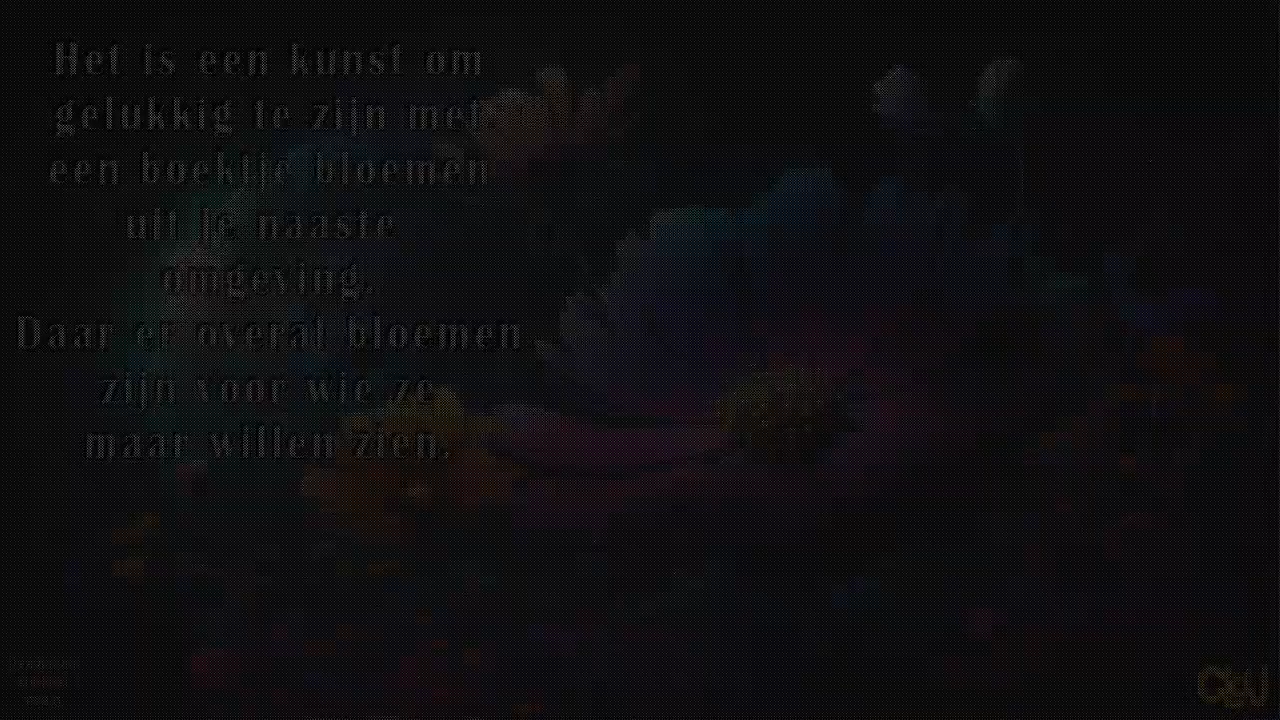 Het is een kunst om
gelukkig te zijn met
een boektje bloemen
uit je naaste
omgeving.
Daar er overal bloemen
zijn voor wie ze
maar willen zien.